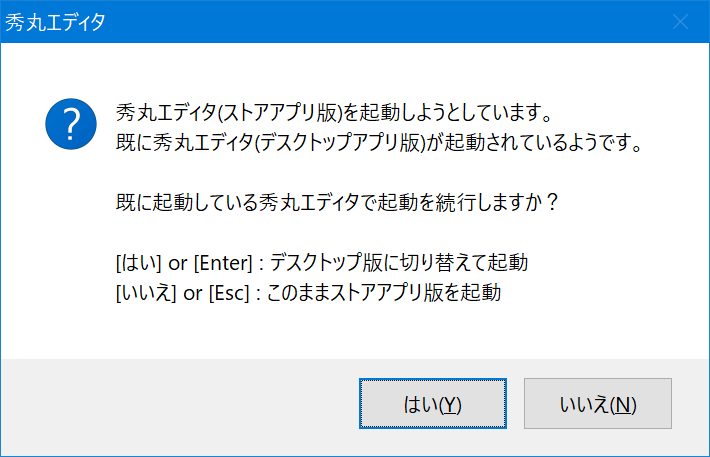 秀丸エディタ
秀丸エディタ(ストアアプリ版)を起動しようとしています。
既に秀丸エディタ(デスクトップアプリ版)が起動されているようです。
既に起動している秀丸エディタで起動を続行しますか？
[はい] or [Enter] : デスクトップ版に切り替えて起動
[いいえ] or [Esc] : このままストアアプリ版を起動
はい(Y)
いいえ(N)